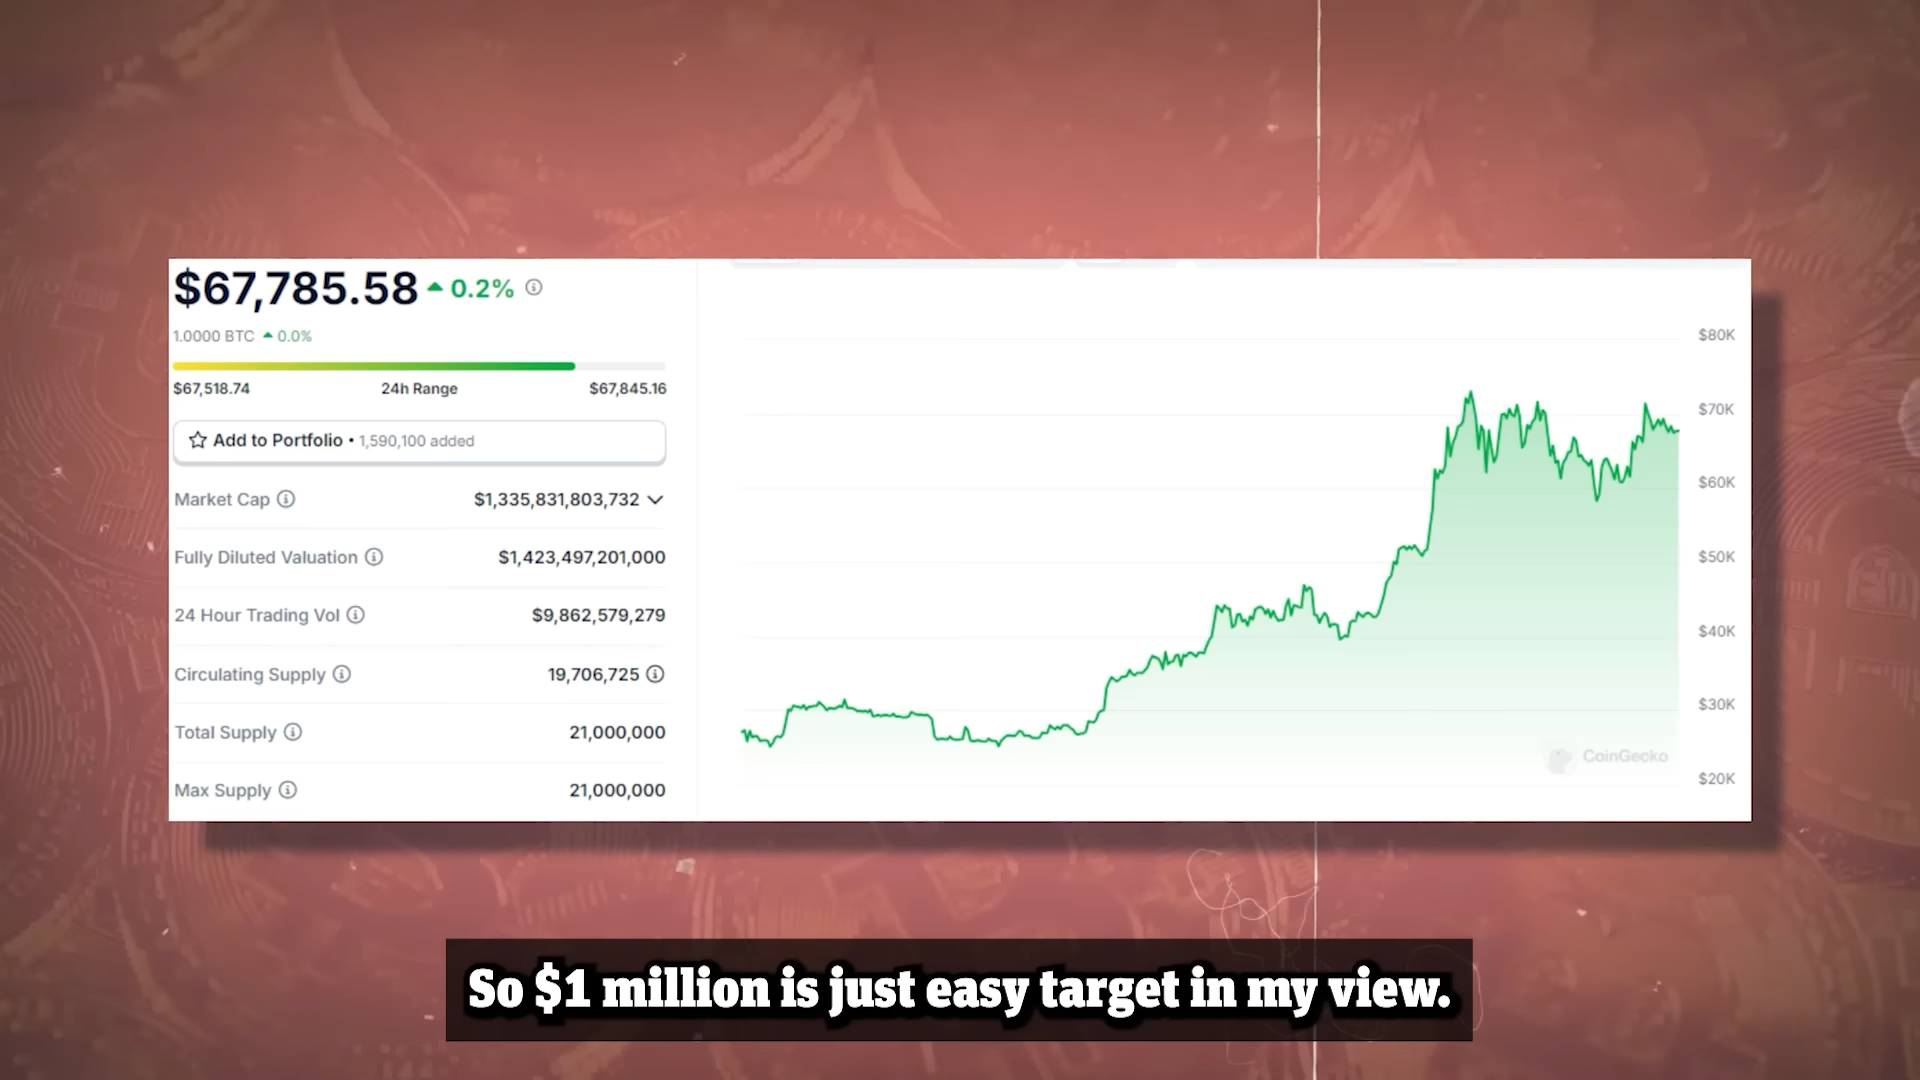 $67,785.58 0.2%
1.0000 BTC 0.0%
$67,518.74 24h Range $67,845.16
Add to Portfolio • 1,590,100 added
Market Cap $1,335,831,803,732
Fully Diluted Valuation $1,423,497,201,000
24 Hour Trading Vol $9,862,579,279
Circulating Supply 19,706,725
Total Supply 21,000,000
Max Supply 21,000,000
$80K
$70K
$60K
$50K
$40K
$30K
$20K
CoinGecko
So $1 million is just easy target in my view.